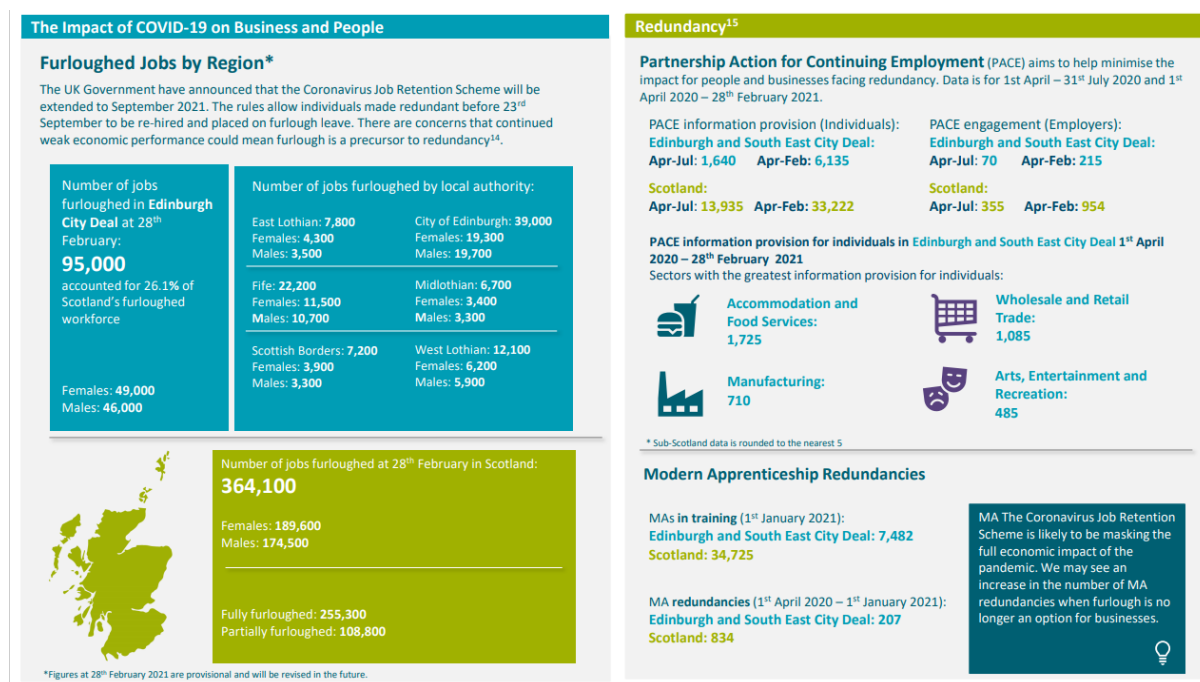 The Impact of COVID-19 on Business and People
Furloughed Jobs by Region*
The UK Government have announced that the Coronavirus Job Retention Scheme will be
extended to September 2021. The rules allow individuals made redundant before 23rd
September to be re-hired and placed on furlough leave. There are concerns that continued
weak economic performance could mean furlough is a precursor to redundancy14.
Number of jobs
furloughed in Edinburgh
City Deal at 28th
February:
95,000
accounted for 26.1% of
Scotland's furloughed
workforce
Females: 49,000
Males: 46,000
Number of jobs furloughed by local authority:
East Lothian: 7,800
Females: 4,300
Males: 3,500
City of Edinburgh: 39,000
Females: 19,300
Males: 19,700
Fife: 22,200
Females: 11,500
Males: 10,700
Midlothian: 6,700
Females: 3,400
Males: 3,300
Scottish Borders: 7,200
Females: 3,900
Males: 3,300
West Lothian: 12,100
Females: 6,200
Males: 5,900
Number of jobs furloughed at 28th February in Scotland:
364,100
Females: 189,600
Males: 174,500
Fully furloughed: 255,300
Partially furloughed: 108,800
*Figures at 28th February 2021 are provisional and will be revised in the future.
Redundancy15
Partnership Action for Continuing Employment (PACE) aims to help minimise the
impact for people and businesses facing redundancy. Data is for 1st April – 31st July 2020 and 1st
April 2020 – 28th February 2021.
PACE information provision (Individuals):
Edinburgh and South East City Deal:
Apr-Jul: 1,640 Apr-Feb: 6,135
Scotland:
Apr-Jul: 13,935 Apr-Feb: 33,222
PACE engagement (Employers):
Edinburgh and South East City Deal:
Apr-Jul: 70 Apr-Feb: 215
Scotland:
Apr-Jul: 355 Apr-Feb: 954
PACE information provision for individuals in Edinburgh and South East City Deal 1st April
2020 – 28th February 2021
Sectors with the greatest information provision for individuals:
Accommodation and
Food Services:
1,725
Wholesale and Retail
Trade:
1,085
Manufacturing:
710
Arts, Entertainment and
Recreation:
485
* Sub-Scotland data is rounded to the nearest 5
Modern Apprenticeship Redundancies
MAs in training (1st January 2021):
Edinburgh and South East City Deal: 7,482
Scotland: 34,725
MA redundancies (1st April 2020 – 1st January 2021):
Edinburgh and South East City Deal: 207
Scotland: 834
MA The Coronavirus Job Retention
Scheme is likely to be masking the
full economic impact of the
pandemic. We may see an
increase in the number of MA
redundancies when furlough is no
longer an option for businesses.